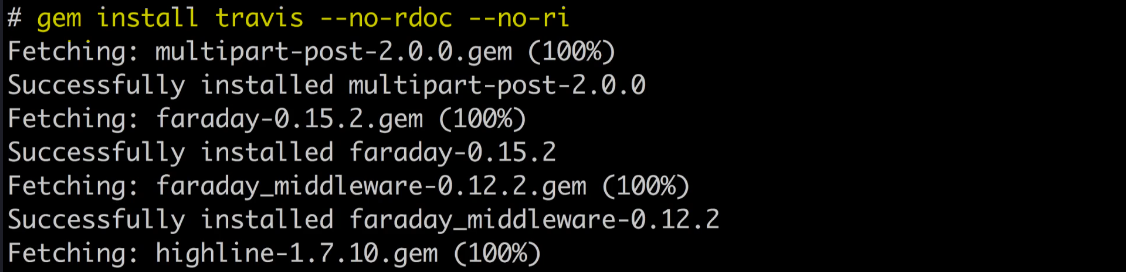 # gem install travis --no-rdoc --no-ri
Fetching: multipart-post-2.0.0.gem (100%)
Successfully installed multipart-post-2.0.0
Fetching: faraday-0.15.2.gem (100%)
Successfully installed faraday-0.15.2
Fetching: faraday_middleware-0.12.2.gem (100%)
Successfully installed faraday_middleware-0.12.2
Fetching: highline-1.7.10.gem (100%)